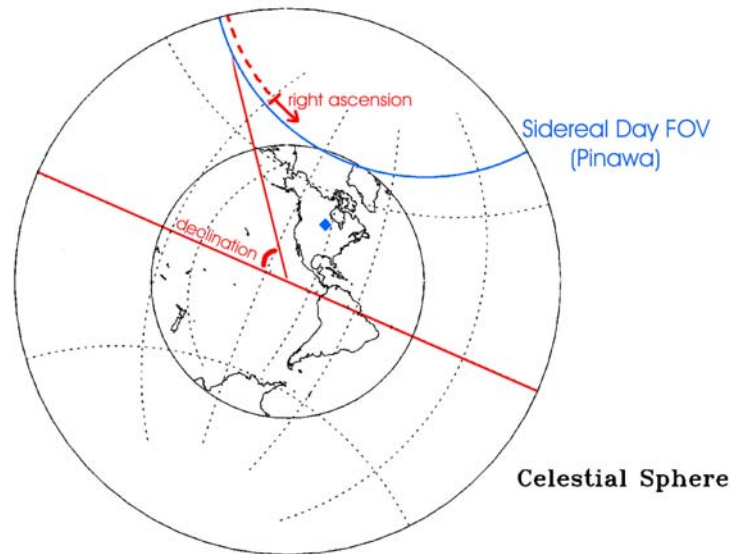 right ascension
Sidereal Day FOV
(Pinawa)
declination
Celestial Sphere